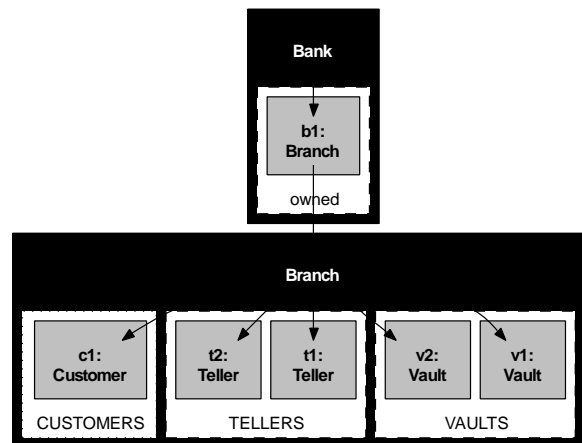 Bank
b1:
Branch
owned
Branch
c1:
Customer
t2:
Teller
t1:
Teller
v2:
Vault
v1:
Vault
CUSTOMERS
TELLERS
VAULTS